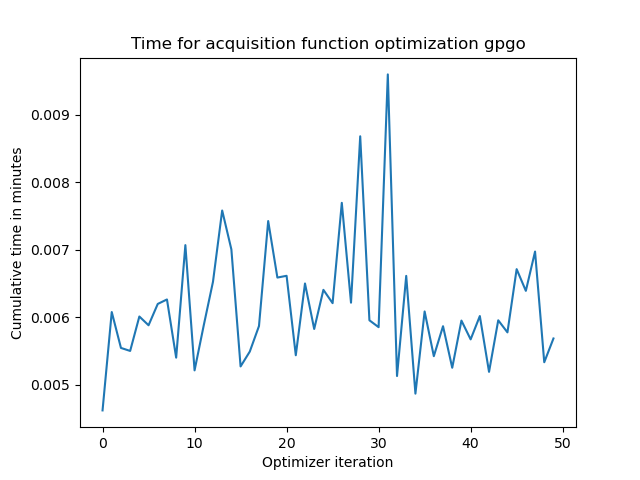 Time for acquisition function optimization gpgo
Cumulative time in minutes
0.009
0.008
0.007
0.006
0.005
0 10 20 30 40 50
Optimizer iteration